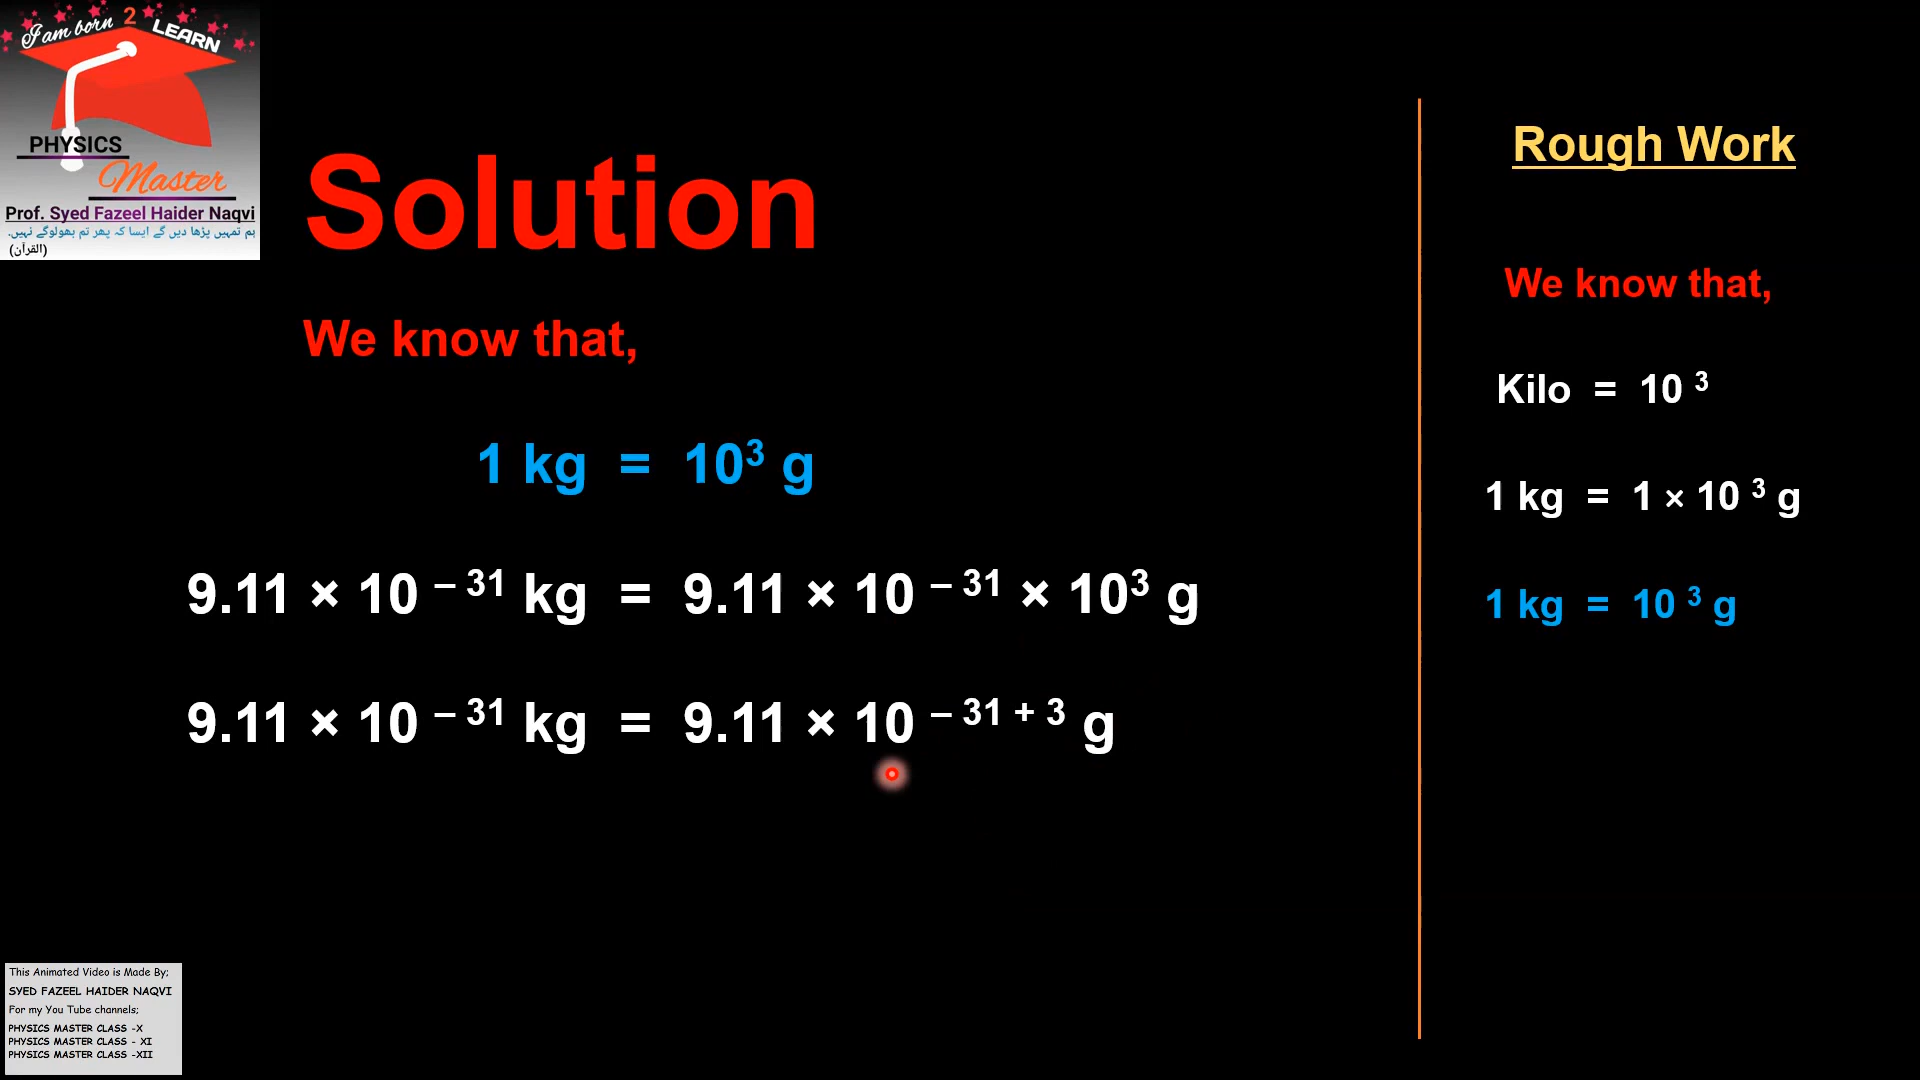 I am born 2 LEARN
PHYSICS
Master
Prof. Syed Fazeel Haider Naqvi
ہم تمہیں پڑھا دیں گے ایسا کہ پھر تم بھولوگے نہیں۔
(القرآن)
Solution
We know that,
1 kg = 10³ g
9.11 × 10 ⁻ ³¹ kg = 9.11 × 10 ⁻ ³¹ × 10³ g
9.11 × 10 ⁻ ³¹ kg = 9.11 × 10 ⁻ ³¹ ⁺ ³ g
Rough Work
We know that,
Kilo = 10 ³
1 kg = 1 × 10 ³ g
1 kg = 10 ³ g
This Animated Video is Made By;
SYED FAZEEL HAIDER NAQVI
For my You Tube channels;
PHYSICS MASTER CLASS -X
PHYSICS MASTER CLASS - XI
PHYSICS MASTER CLASS -XII